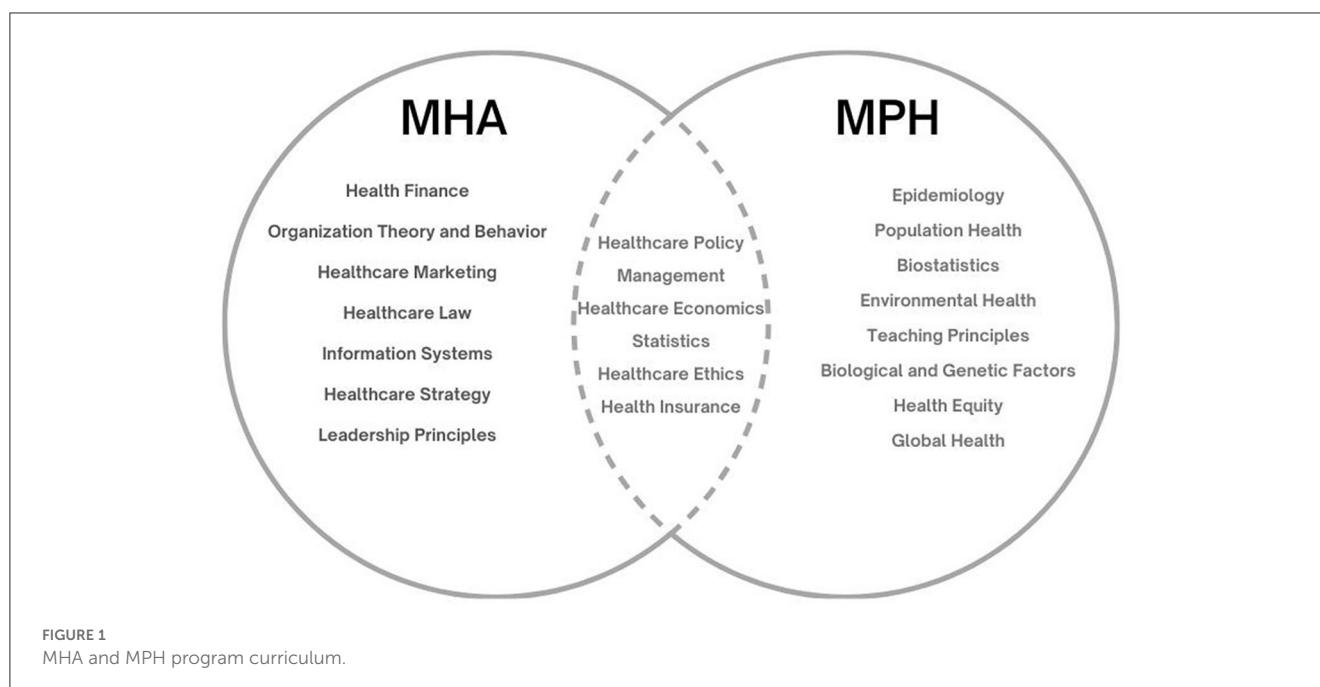 MHA
Health Finance
Organization Theory and Behavior
Healthcare Marketing
Healthcare Law
Information Systems
Healthcare Strategy
Leadership Principles
Healthcare Policy
Management
Healthcare Economics
Statistics
Healthcare Ethics
Health Insurance
MPH
Epidemiology
Population Health
Biostatistics
Environmental Health
Teaching Principles
Biological and Genetic Factors
Health Equity
Global Health
FIGURE 1
MHA and MPH program curriculum.